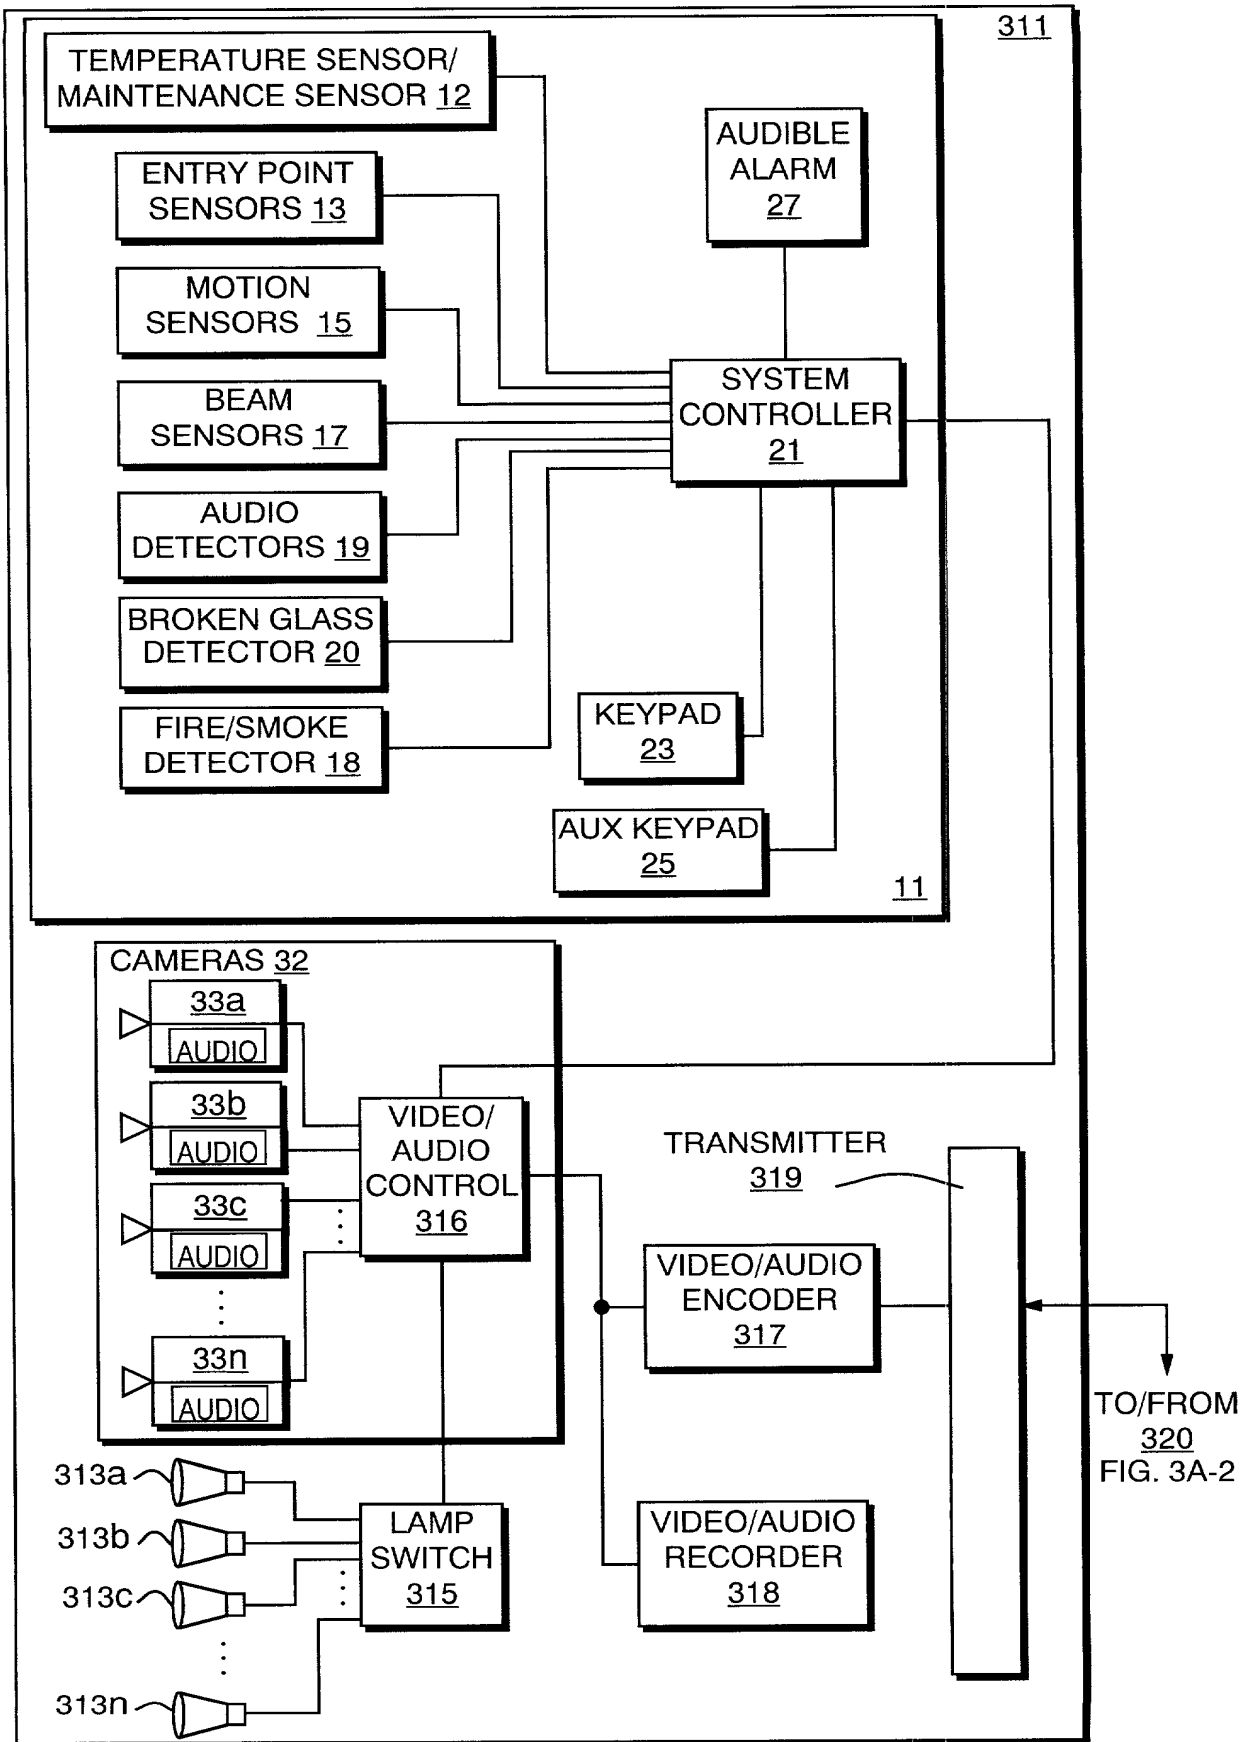 311
TEMPERATURE SENSOR/
MAINTENANCE SENSOR 12
AUDIBLE
ALARM
27
ENTRY POINT
SENSORS 13
MOTION
SENSORS 15
SYSTEM
CONTROLLER
21
BEAM
SENSORS 17
AUDIO
DETECTORS 19
BROKEN GLASS
DETECTOR 20
FIRE/SMOKE
DETECTOR 18
KEYPAD
23
AUX KEYPAD
25
11
CAMERAS 32
33a
AUDIO
33b
AUDIO
33c
AUDIO
33n
AUDIO
VIDEO/
AUDIO
CONTROL
316
TRANSMITTER
319
VIDEO/AUDIO
ENCODER
317
TO/FROM
320
FIG. 3A-2
313a
313b
313c
313n
LAMP
SWITCH
315
VIDEO/AUDIO
RECORDER
318